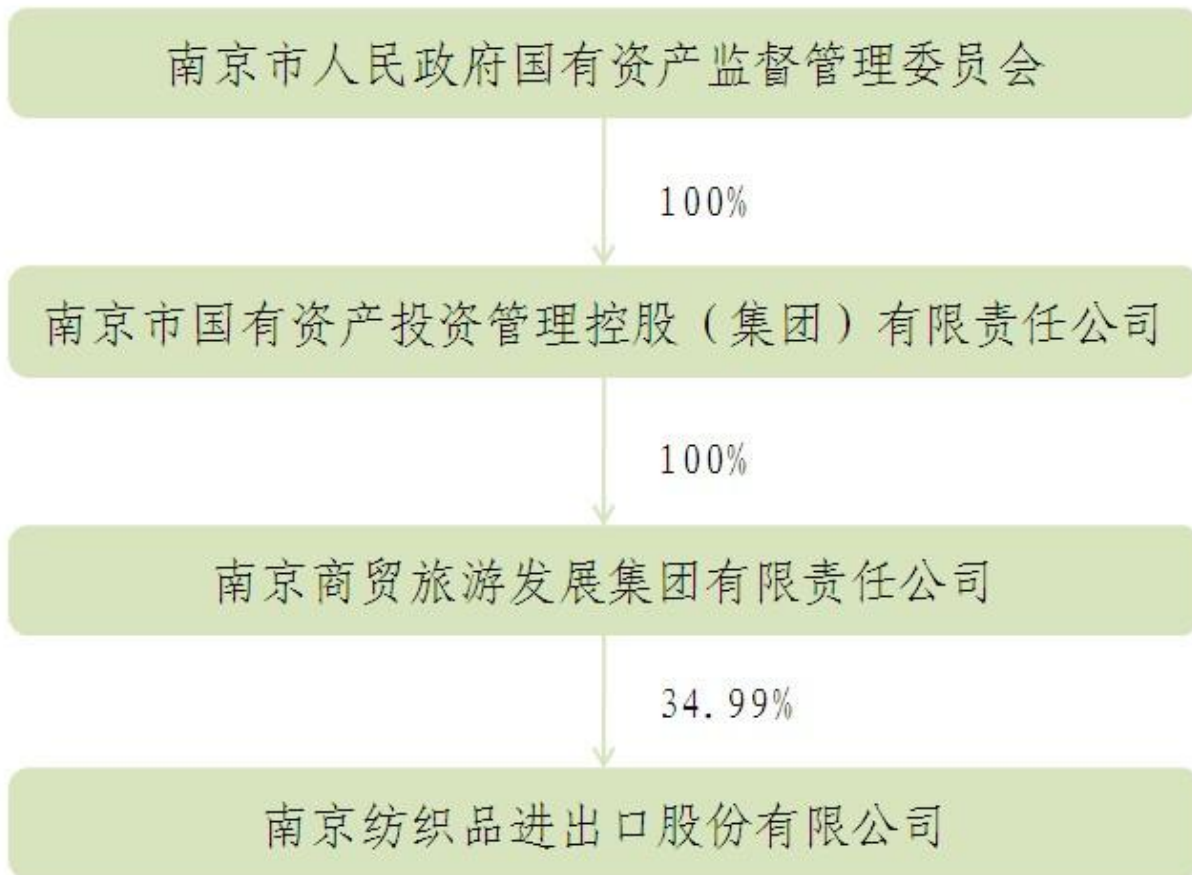 南京市人民政府国有资产监督管理委员会
100%
南京市国有资产投资管理控股（集团）有限责任公司
100%
南京商贸旅游发展集团有限责任公司
34.99%
南京纺织品进出口股份有限公司